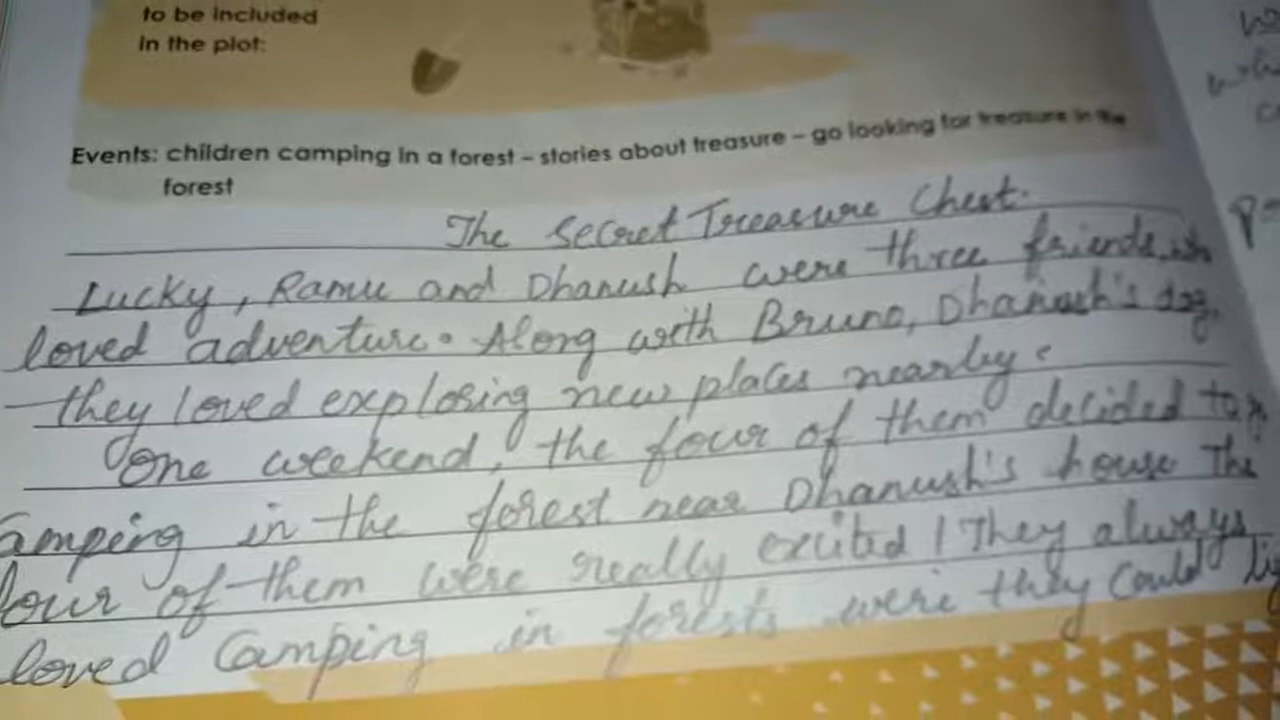 to be included
in the plot:
Events: children camping in a forest – stories about treasure – go looking for treasure in the
forest
The Secret Treasure Chest.
Lucky, Ramu and Dhanush were three friends
loved adventure. Along with Bruno, Dhanush's dog,
they loved exploring new places nearby.
One weekend, the four of them decided to
camping in the forest near Dhanush's house The
four of them were really excited! They always
loved Camping in forests were they could